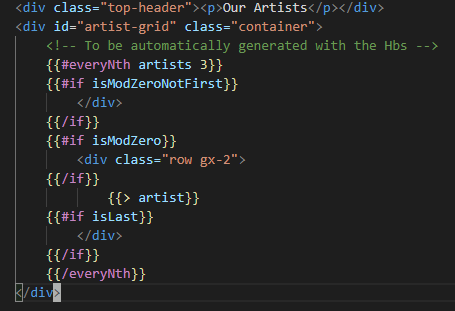 <div class="top-header"><p>Our Artists</p></div>
<div id="artist-grid" class="container">
<!-- To be automatically generated with the Hbs -->
{{#everyNth artists 3}}
{{#if isModZeroNotFirst}}
</div>
{{/if}}
{{#if isModZero}}
<div class="row gx-2">
{{/if}}
{{> artist}}
{{#if isLast}}
</div>
{{/if}}
{{/everyNth}}
</div>